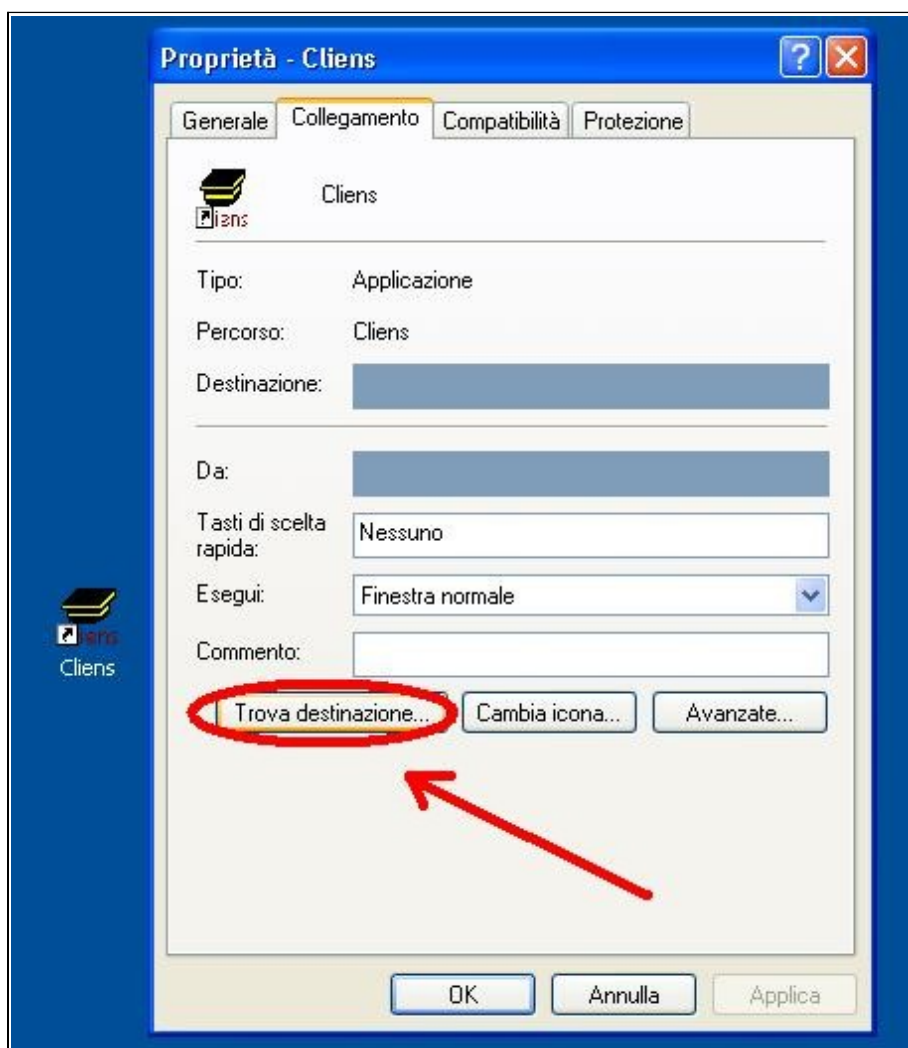 Proprietà - Cliens
Generale Collegamento Compatibilità Protezione
Cliens
Tipo: Applicazione
Percorso: Cliens
Destinazione:
Da:
Tasti di scelta rapida: Nessuno
Esegui: Finestra normale
Commento:
Cliens
Trova destinazione... Cambia icona... Avanzate...
OK Annulla Applica